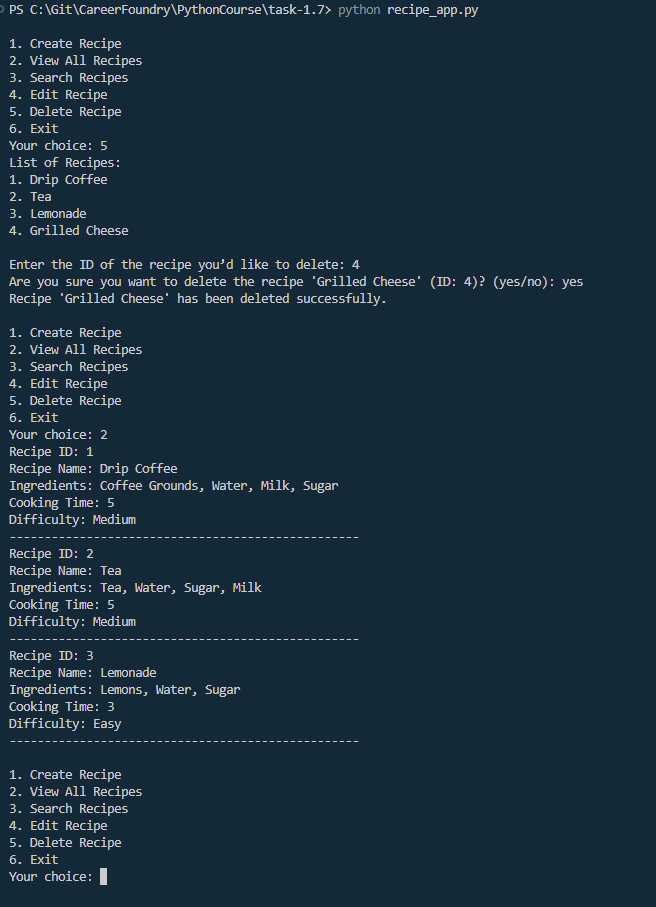 PS C:\Git\CareerFoundry\PythonCourse\task-1.7> python recipe_app.py
1. Create Recipe
2. View All Recipes
3. Search Recipes
4. Edit Recipe
5. Delete Recipe
6. Exit
Your choice: 5
List of Recipes:
1. Drip Coffee
2. Tea
3. Lemonade
4. Grilled Cheese
Enter the ID of the recipe you’d like to delete: 4
Are you sure you want to delete the recipe 'Grilled Cheese' (ID: 4)? (yes/no): yes
Recipe 'Grilled Cheese' has been deleted successfully.
1. Create Recipe
2. View All Recipes
3. Search Recipes
4. Edit Recipe
5. Delete Recipe
6. Exit
Your choice: 2
Recipe ID: 1
Recipe Name: Drip Coffee
Ingredients: Coffee Grounds, Water, Milk, Sugar
Cooking Time: 5
Difficulty: Medium
--------------------------------------------------
Recipe ID: 2
Recipe Name: Tea
Ingredients: Tea, Water, Sugar, Milk
Cooking Time: 5
Difficulty: Medium
--------------------------------------------------
Recipe ID: 3
Recipe Name: Lemonade
Ingredients: Lemons, Water, Sugar
Cooking Time: 3
Difficulty: Easy
--------------------------------------------------
1. Create Recipe
2. View All Recipes
3. Search Recipes
4. Edit Recipe
5. Delete Recipe
6. Exit
Your choice: